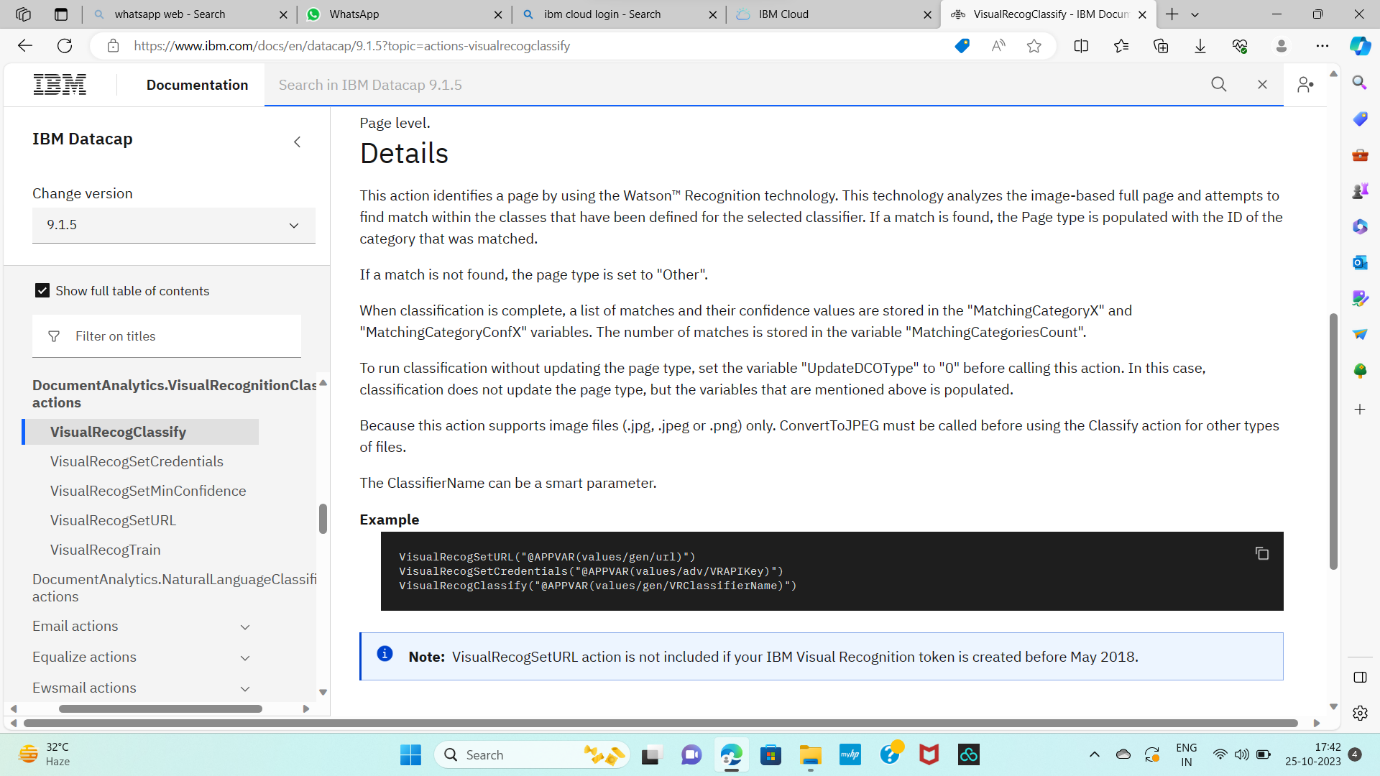 whatsapp web - Search
WhatsApp
ibm cloud login - Search
IBM Cloud
VisualRecogClassify - IBM Docun
https://www.ibm.com/docs/en/datacap/9.1.5?topic=actions-visualrecogclassify
IBM
Documentation
Search in IBM Datacap 9.1.5
IBM Datacap
Change version
9.1.5
Show full table of contents
Filter on titles
DocumentAnalytics.VisualRecognitionClas
actions
VisualRecogClassify
VisualRecogSetCredentials
VisualRecogSetMinConfidence
VisualRecogSetURL
VisualRecogTrain
DocumentAnalytics.NaturalLanguageClassifi
actions
Email actions
Equalize actions
Ewsmail actions
Page level.
Details
This action identifies a page by using the Watson™ Recognition technology. This technology analyzes the image-based full page and attempts to
find match within the classes that have been defined for the selected classifier. If a match is found, the Page type is populated with the ID of the
category that was matched.
If a match is not found, the page type is set to "Other".
When classification is complete, a list of matches and their confidence values are stored in the "MatchingCategoryX" and
"MatchingCategoryConfX" variables. The number of matches is stored in the variable "MatchingCategoriesCount".
To run classification without updating the page type, set the variable "UpdateDCOType" to "0" before calling this action. In this case,
classification does not update the page type, but the variables that are mentioned above is populated.
Because this action supports image files (.jpg, .jpeg or .png) only. ConvertToJPEG must be called before using the Classify action for other types
of files.
The ClassifierName can be a smart parameter.
Example
VisualRecogSetURL("@APPVAR(values/gen/url)")
VisualRecogSetCredentials("@APPVAR(values/adv/VRAPIKey)")
VisualRecogClassify("@APPVAR(values/gen/VRClassifierName)")
Note: VisualRecogSetURL action is not included if your IBM Visual Recognition token is created before May 2018.
32°C
Haze
Search
myhp
ENG
IN
17:42
25-10-2023
4